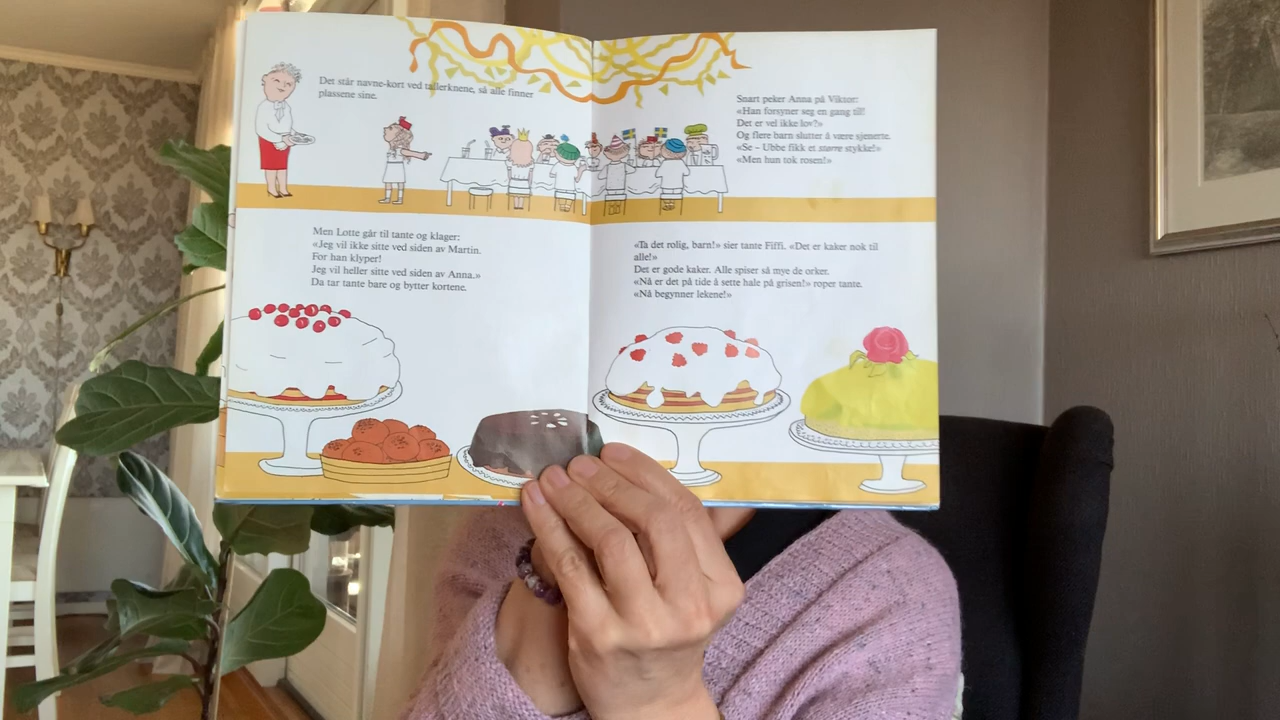 Det står navne-kort ved tallerknene, så alle finner
plassene sine.
Men Lotte går til tante og klager:
«Jeg vil ikke sitte ved siden av Martin.
For han klyper!
Jeg vil heller sitte ved siden av Anna.»
Da tar tante bare og bytter kortene.
Snart peker Anna på Viktor:
«Han forsyner seg en gang til!
Det er vel ikke lov?»
Og flere barn slutter å være sjenerte.
«Se – Ubbe fikk et større stykke!»
«Men hun tok rosen!»
«Ta det rolig, barn!» sier tante Fiffi. «Det er kaker nok til
alle!»
Det er gode kaker. Alle spiser så mye de orker.
«Nå er det på tide å sette hale på grisen!» roper tante.
«Nå begynner lekene!»